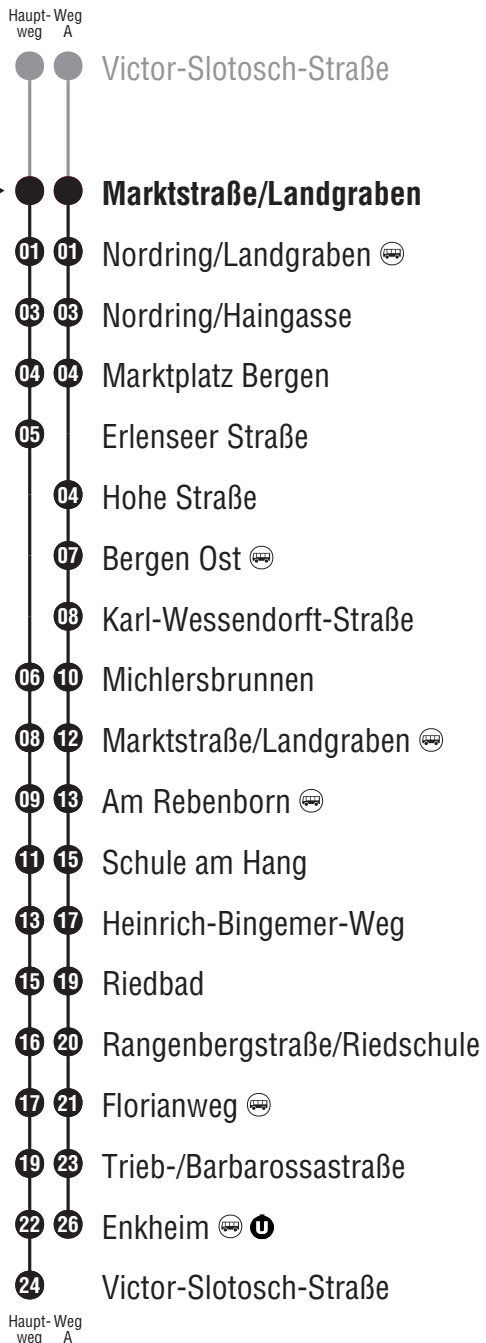 Haupt- Weg
weg A
Victor-Slotosch-Straße
Marktstraße/Landgraben
01 01 Nordring/Landgraben
03 03 Nordring/Haingasse
04 04 Marktplatz Bergen
05 Erlenseer Straße
04 Hohe Straße
07 Bergen Ost
08 Karl-Wessendorft-Straße
06 10 Michlersbrunnen
08 12 Marktstraße/Landgraben
09 13 Am Rebenborn
11 15 Schule am Hang
13 17 Heinrich-Bingemer-Weg
15 19 Riedbad
16 20 Rangenbergstraße/Riedschule
17 21 Florianweg
19 23 Trieb-/Barbarossastraße
22 26 Enkheim U
24 Victor-Slotosch-Straße
Haupt- Weg
weg A